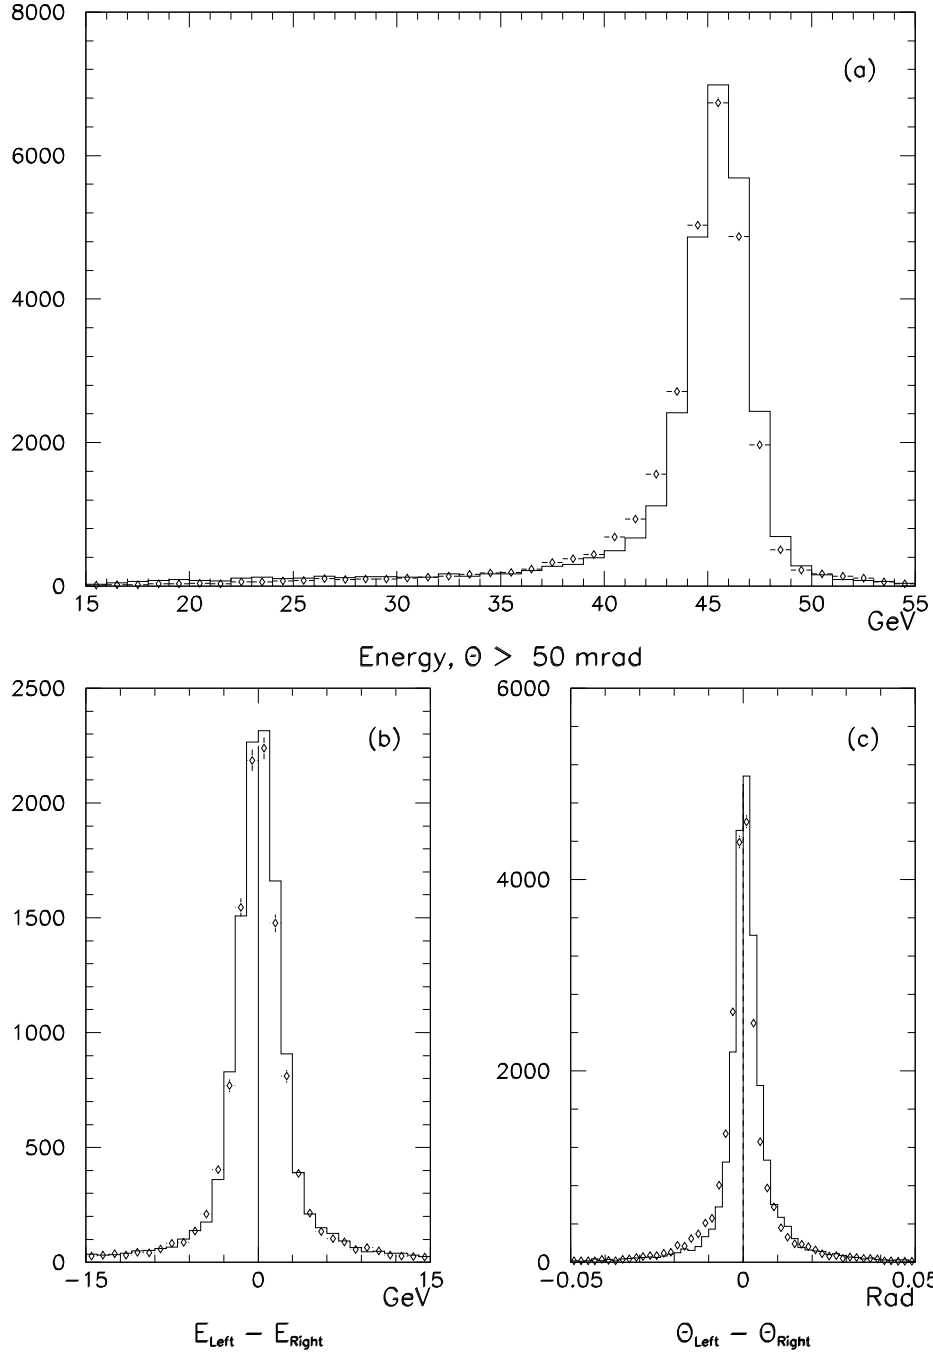 8000
(a)
6000
4000
2000
0
15 20 25 30 35 40 45 50 55
GeV
Energy, Θ > 50 mrad
2500
(b)
2000
1500
1000
500
0
−15 0 15
GeV
E_Left − E_Right
6000
(c)
4000
2000
0
−0.05 0 0.05
Rad
Θ_Left − Θ_Right